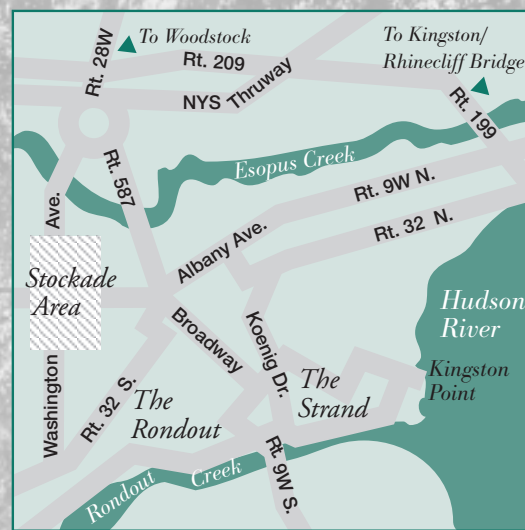 To Woodstock
Rt. 28W
Rt. 209
NYS Thruway
To Kingston/
Rhinecliff Bridge
Rt. 199
Esopus Creek
Rt. 587
Rt. 9W N.
Rt. 32 N.
Albany Ave.
Washington Ave.
Stockade
Area
Hudson
River
Kingston
Point
Broadway
Koenig Dr.
The
Strand
Rt. 32 S.
The
Rondout
Rondout Creek
Rt. 9W S.